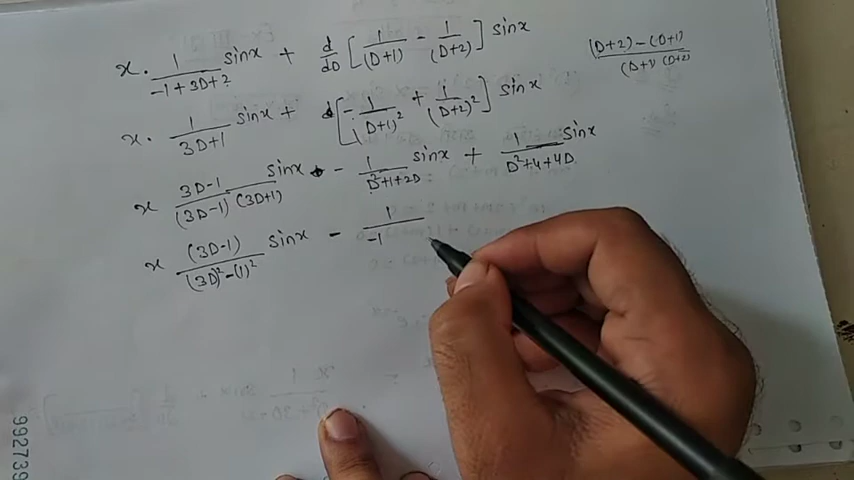 x. 1/(-1+3D+2) sinx + d/dD [1/(D+1) - 1/(D+2)] sinx
((D+2)-(D+1))/((D+1)(D+2))
x. 1/(3D+1) sinx + [-1/(D+1)² + 1/(D+2)²] sinx
x (3D-1)/((3D-1)(3D+1)) sinx - 1/(D²+1+2D) sinx + 1/(D²+4+4D) sinx
x (3D-1)/((3D)²-(1)²) sinx - 1/(-1
992739